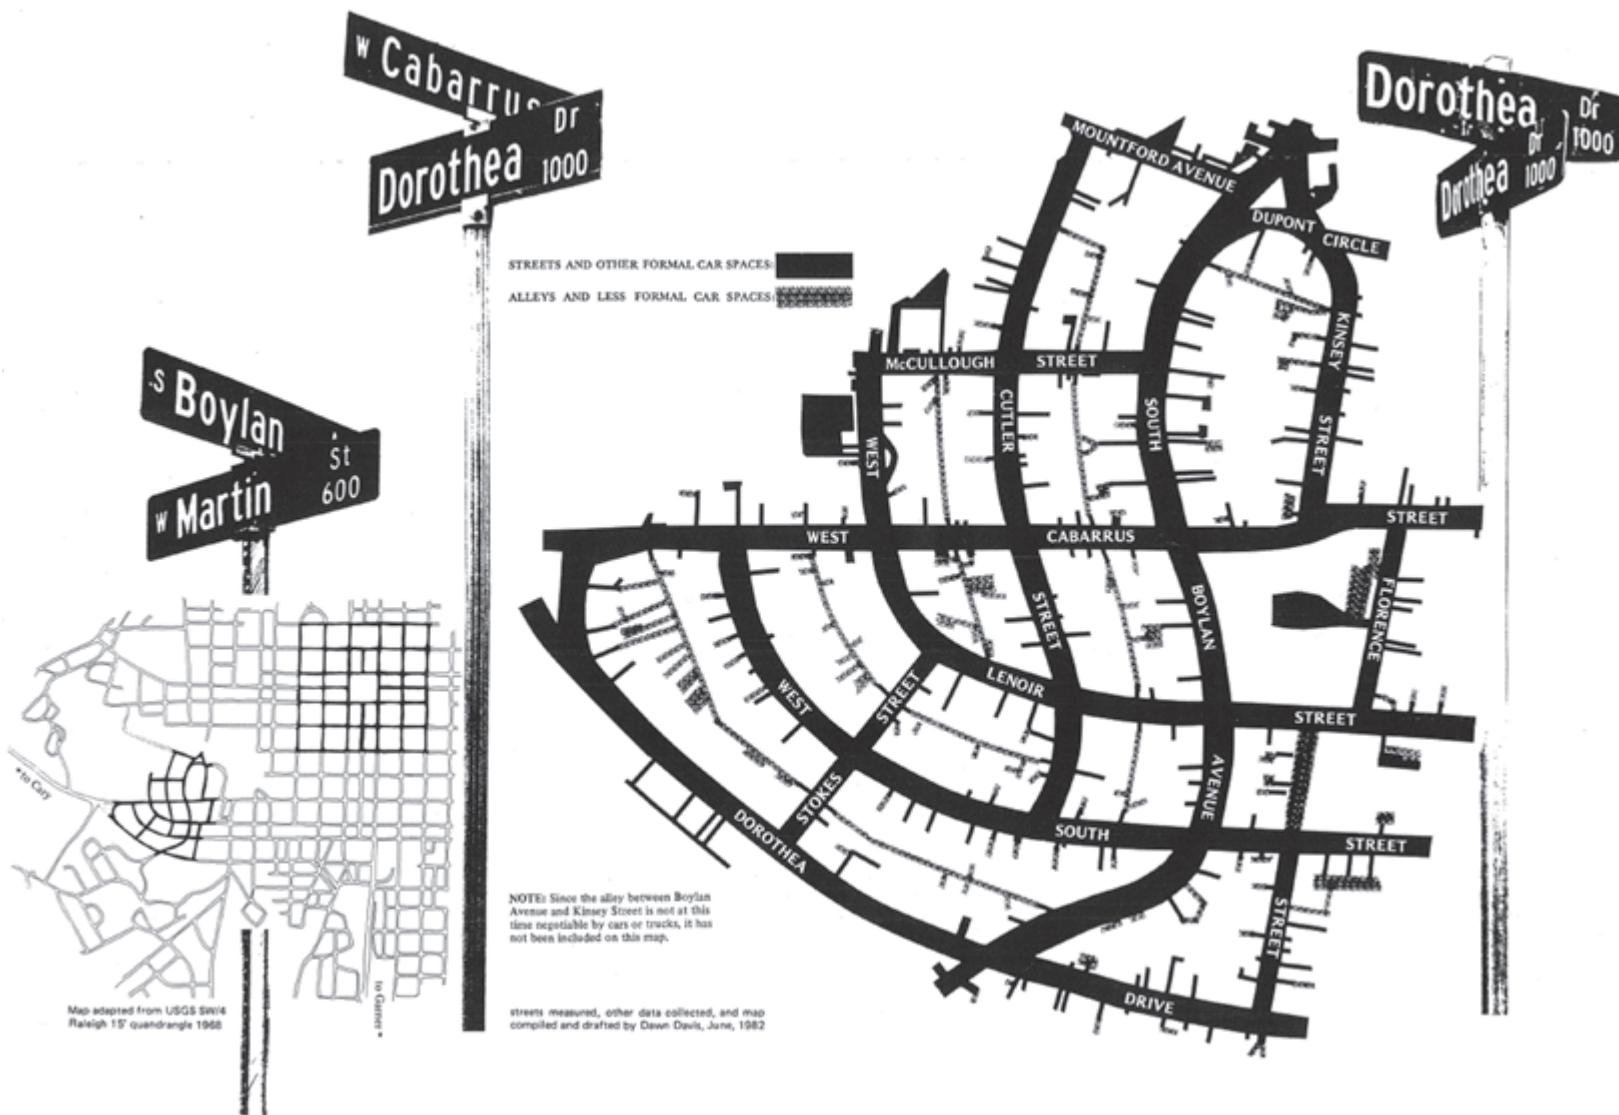 W Cabarrus
Dorothea Dr 1000
Dorothea Dr 1000
Dorothea Dr 1000
S Boylan
W Martin St 600
STREETS AND OTHER FORMAL CAR SPACES:
ALLEYS AND LESS FORMAL CAR SPACES:
MOUNTFORD AVENUE
DUPONT CIRCLE
KINSEY STREET
McCULLOUGH STREET
WEST
CUTLER
SOUTH
WEST CABARRUS STREET
STREET
BOYLAN
FLORENCE
WEST
STREET
LENOIR STREET
STOKES
AVENUE
DOROTHEA
SOUTH STREET
STREET
DRIVE
NOTE: Since the alley between Boylan
Avenue and Kinsey Street is not at this
time negotiable by cars or trucks, it has
not been included on this map.
streets measured, other data collected, and map
compiled and drafted by Dawn Davis, June, 1982
to Cary
to Garner
Map adapted from USGS SW/4
Raleigh 15' quandrangle 1968